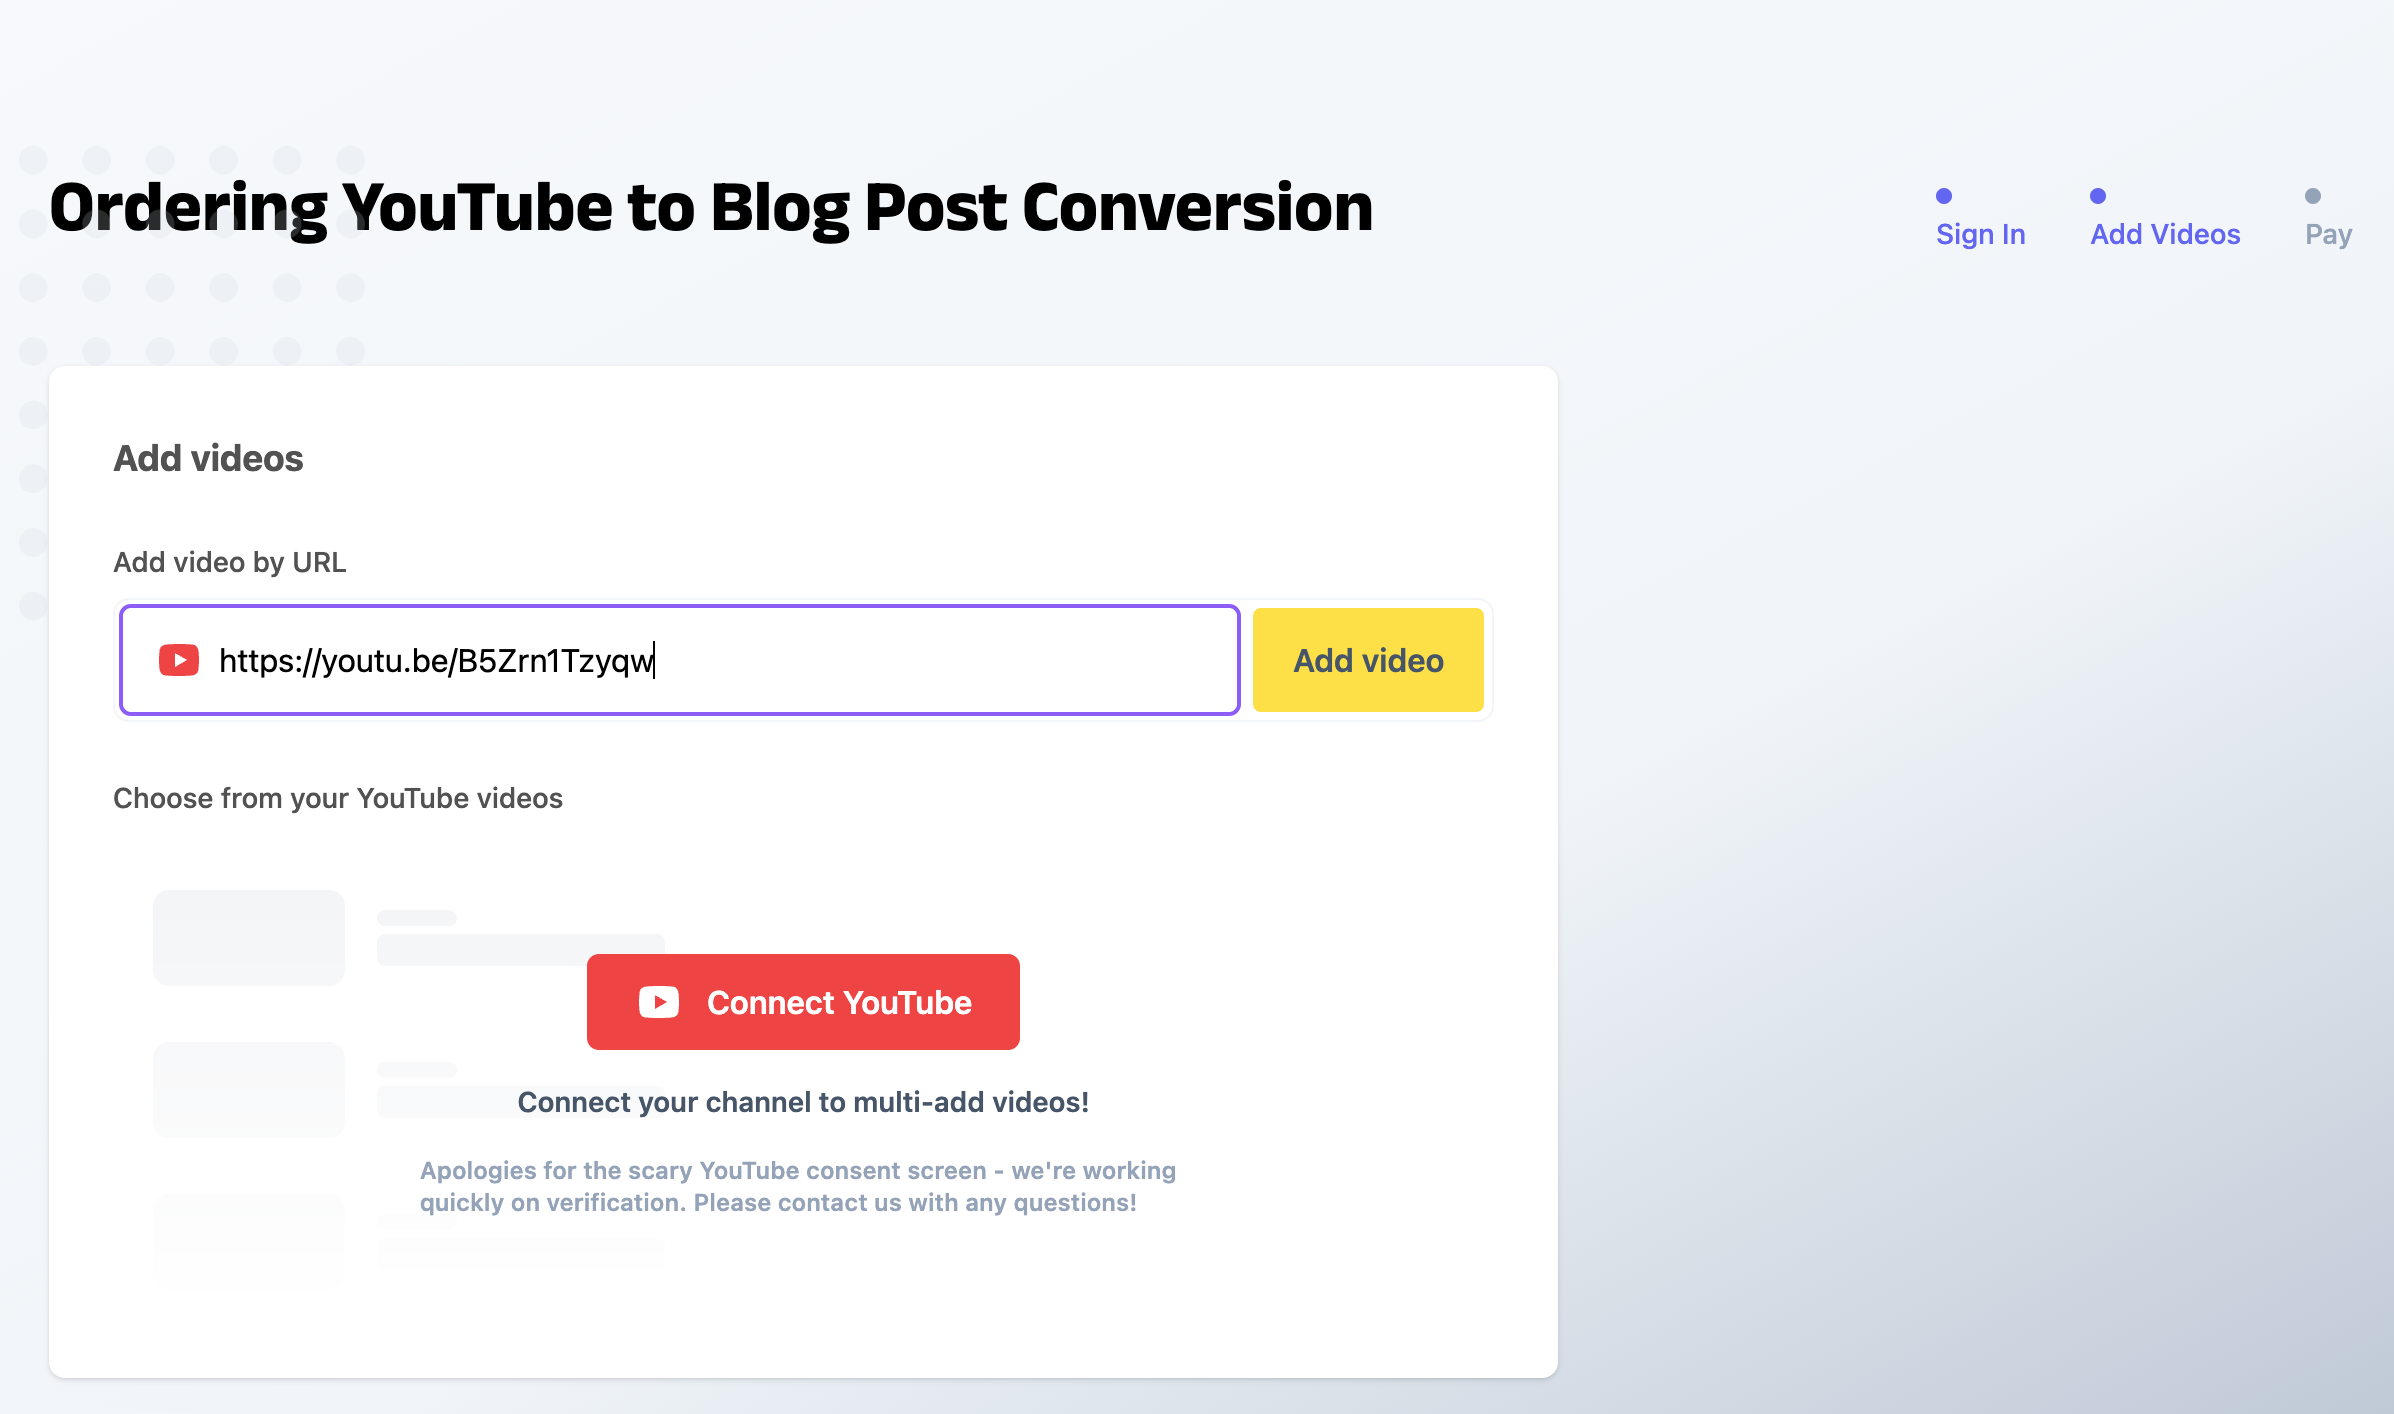 Ordering YouTube to Blog Post Conversion
Sign In
Add Videos
Pay
Add videos
Add video by URL
https://youtu.be/B5Zrn1Tzyqw
Add video
Choose from your YouTube videos
Connect YouTube
Connect your channel to multi-add videos!
Apologies for the scary YouTube consent screen - we're working
quickly on verification. Please contact us with any questions!